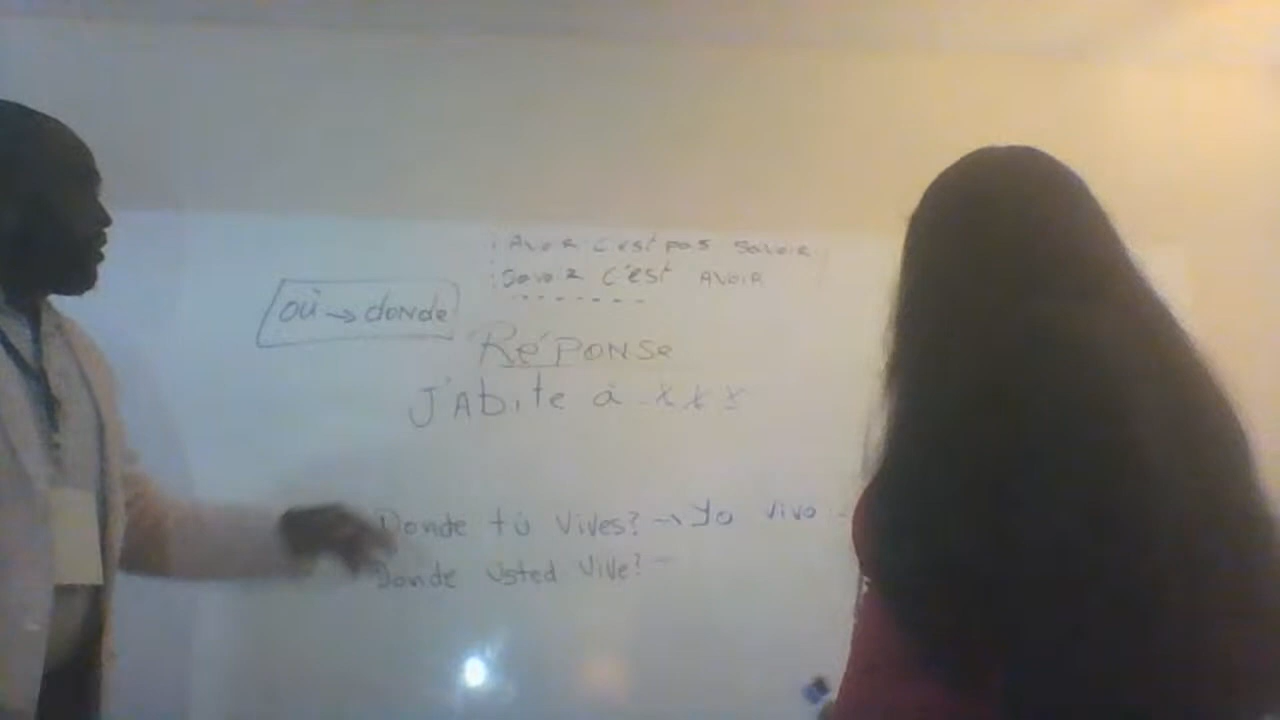 Avoir c'est pas savoir
Savoir c'est AVOIR
Où → donde
RéPONSe
J'Abite à x x x
Donde tú Vives? → Yo vivo
Donde usted Vive?